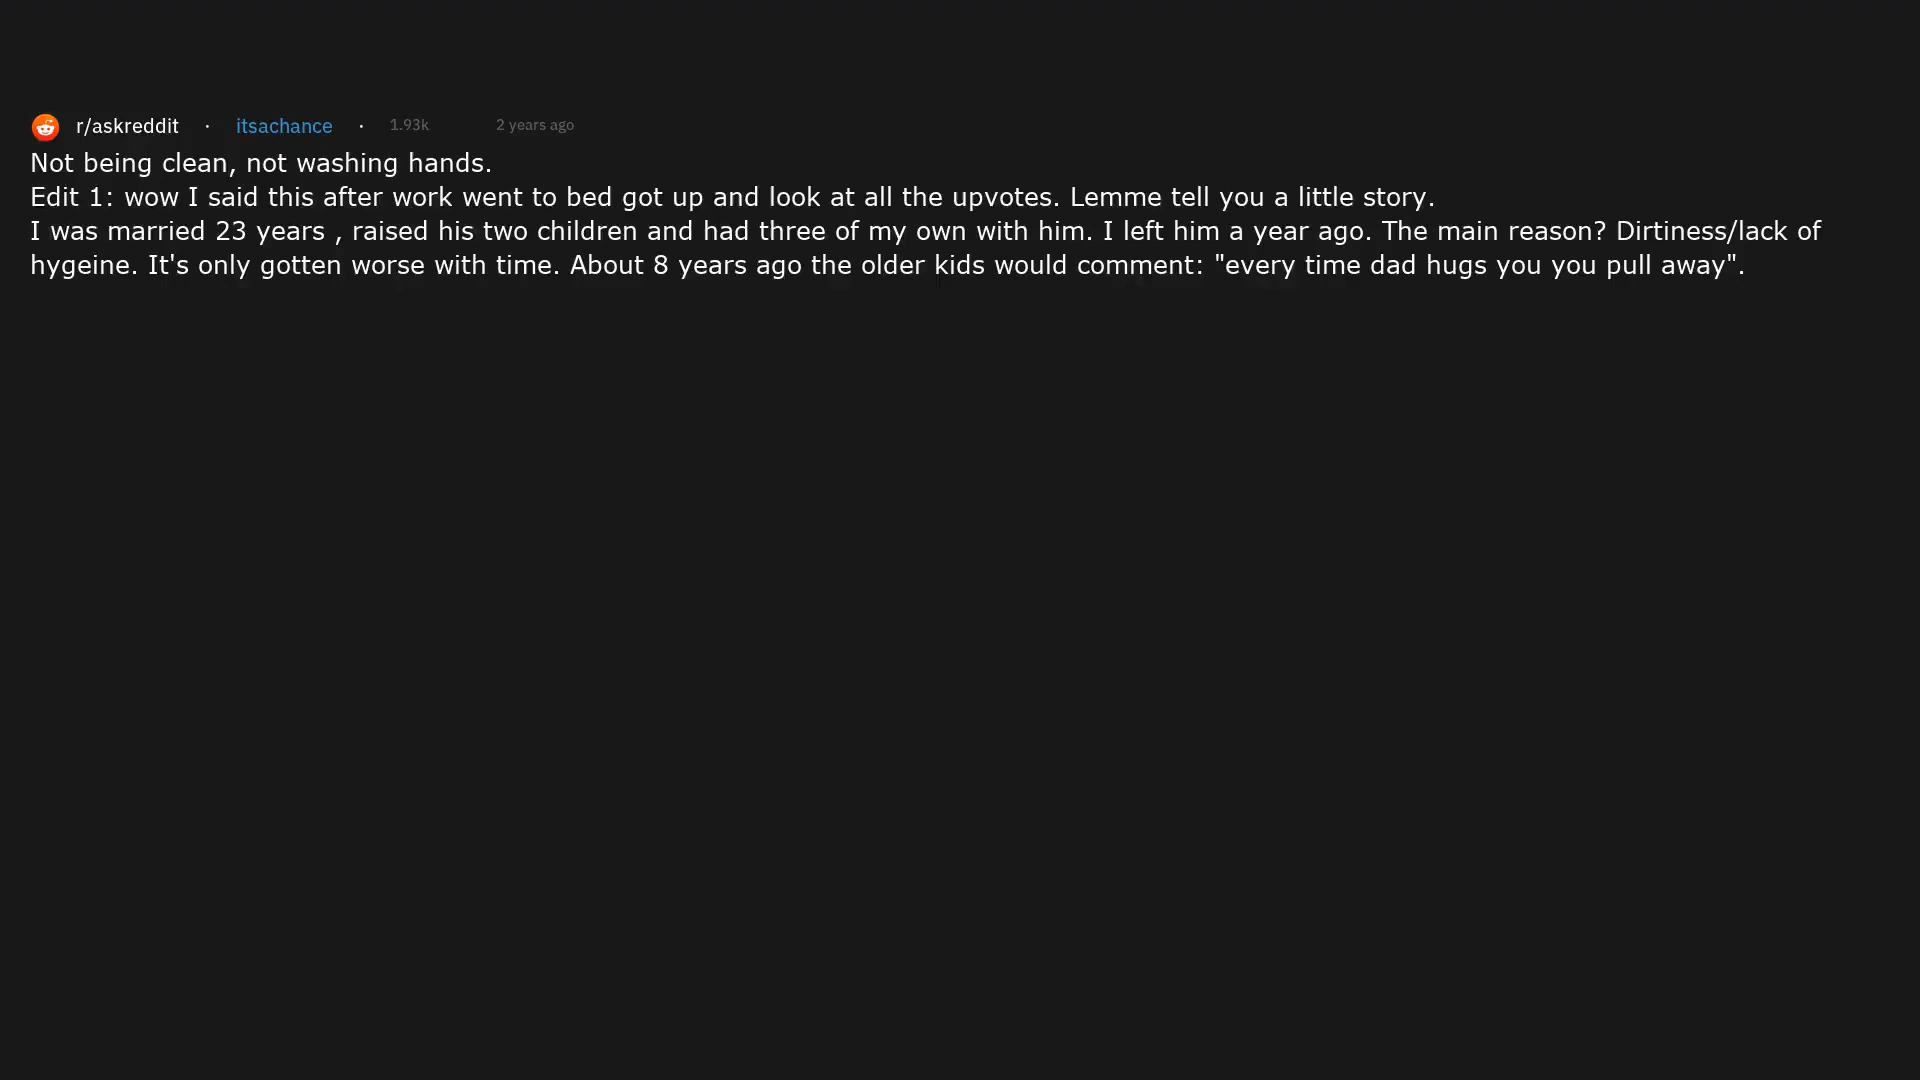 r/askreddit · itsachance · 1.93k 2 years ago
Not being clean, not washing hands.
Edit 1: wow I said this after work went to bed got up and look at all the upvotes. Lemme tell you a little story.
I was married 23 years , raised his two children and had three of my own with him. I left him a year ago. The main reason? Dirtiness/lack of
hygeine. It's only gotten worse with time. About 8 years ago the older kids would comment: "every time dad hugs you you pull away".